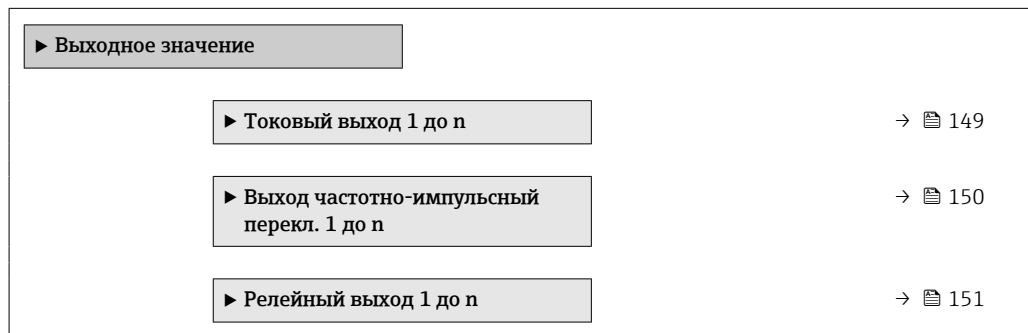 ▶ Выходное значение
▶ Токовый выход 1 до n → 149
▶ Выход частотно-импульсный → 150
перекл. 1 до n
▶ Релейный выход 1 до n → 151